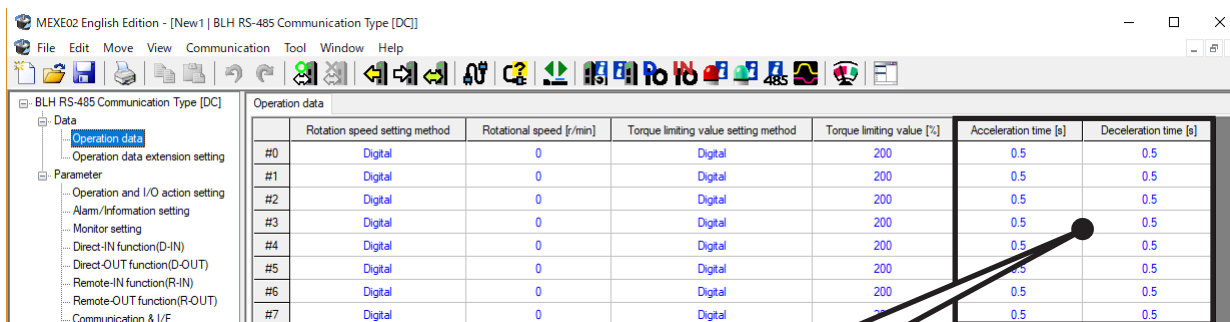 MEXE02 English Edition - [New1 | BLH RS-485 Communication Type [DC]]
File Edit Move View Communication Tool Window Help
BLH RS-485 Communication Type [DC]
Data
Operation data
Operation data extension setting
Parameter
Operation and I/O action setting
Alarm/Information setting
Monitor setting
Direct-IN function(D-IN)
Direct-OUT function(D-OUT)
Remote-IN function(R-IN)
Remote-OUT function(R-OUT)
Communication & I/F
Operation data
Rotation speed setting method Rotational speed [r/min] Torque limiting value setting method Torque limiting value [%] Acceleration time [s] Deceleration time [s]
#0 Digital 0 Digital 200 0.5 0.5
#1 Digital 0 Digital 200 0.5 0.5
#2 Digital 0 Digital 200 0.5 0.5
#3 Digital 0 Digital 200 0.5 0.5
#4 Digital 0 Digital 200 0.5 0.5
#5 Digital 0 Digital 200 0.5 0.5
#6 Digital 0 Digital 200 0.5 0.5
#7 Digital 0 Digital 0.5 0.5